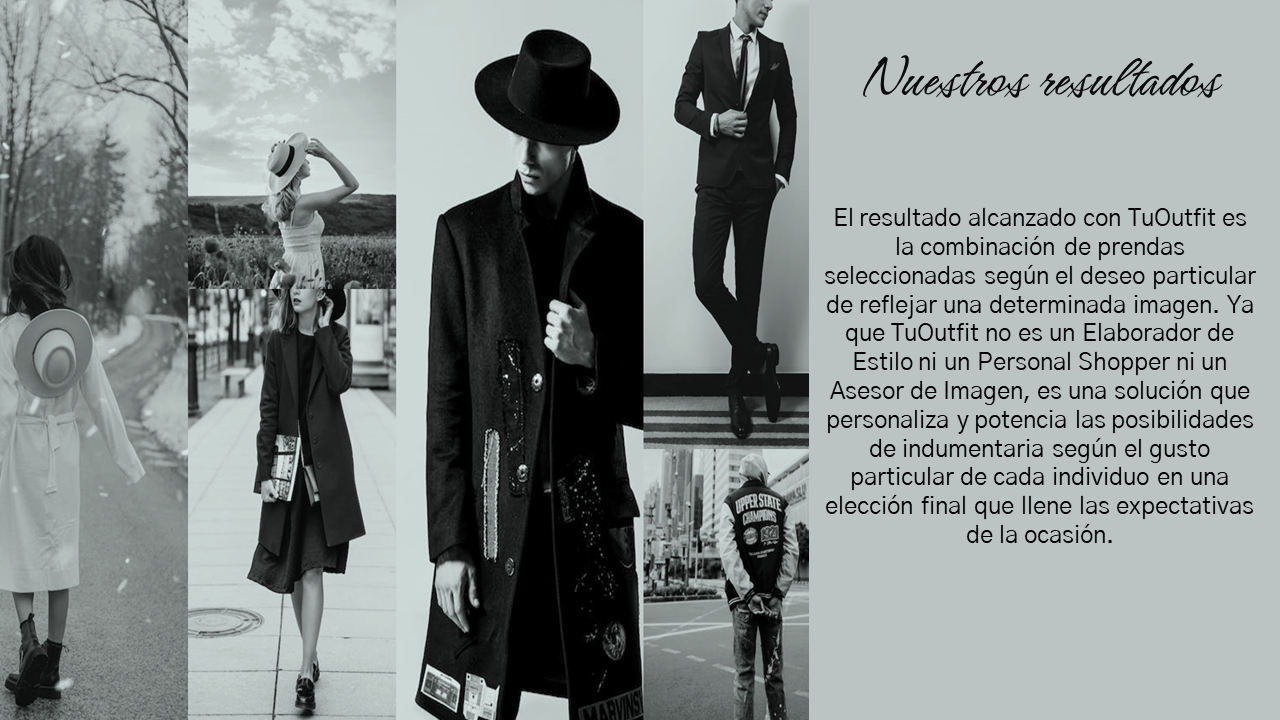 Nuestros resultados
El resultado alcanzado con TuOutfit es
la combinación de prendas
seleccionadas según el deseo particular
de reflejar una determinada imagen. Ya
que TuOutfit no es un Elaborador de
Estilo ni un Personal Shopper ni un
Asesor de Imagen, es una solución que
personaliza y potencia las posibilidades
de indumentaria según el gusto
particular de cada individuo en una
elección final que llene las expectativas
de la ocasión.
UPPER STATE
CHAMPIONS